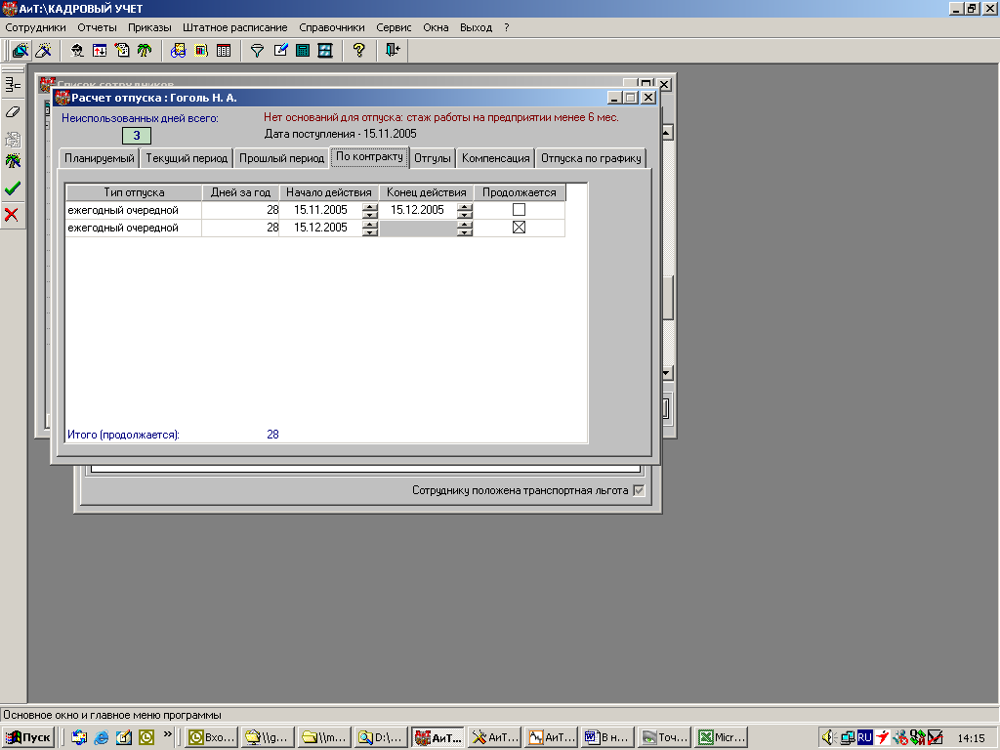 АиТ:\КАДРОВЫЙ УЧЕТ
Сотрудники Отчеты Приказы Штатное расписание Справочники Сервис Окна Выход ?
Список сотрудников
Расчет отпуска : Гоголь Н. А.
Неиспользованных дней всего:
3
Нет оснований для отпуска: стаж работы на предприятии менее 6 мес.
Дата поступления - 15.11.2005
Планируемый Текущий период Прошлый период По контракту Отгулы Компенсация Отпуска по графику
Тип отпуска Дней за год Начало действия Конец действия Продолжается
ежегодный очередной 28 15.11.2005 15.12.2005
ежегодный очередной 28 15.12.2005
Итого (продолжается): 28
Сотруднику положена транспортная льгота
Основное окно и главное меню программы
Пуск » Вхо... \\g... \\m... D:\... АиТ... АиТ... АиТ... В н... Точ... Micr... RU 14:15